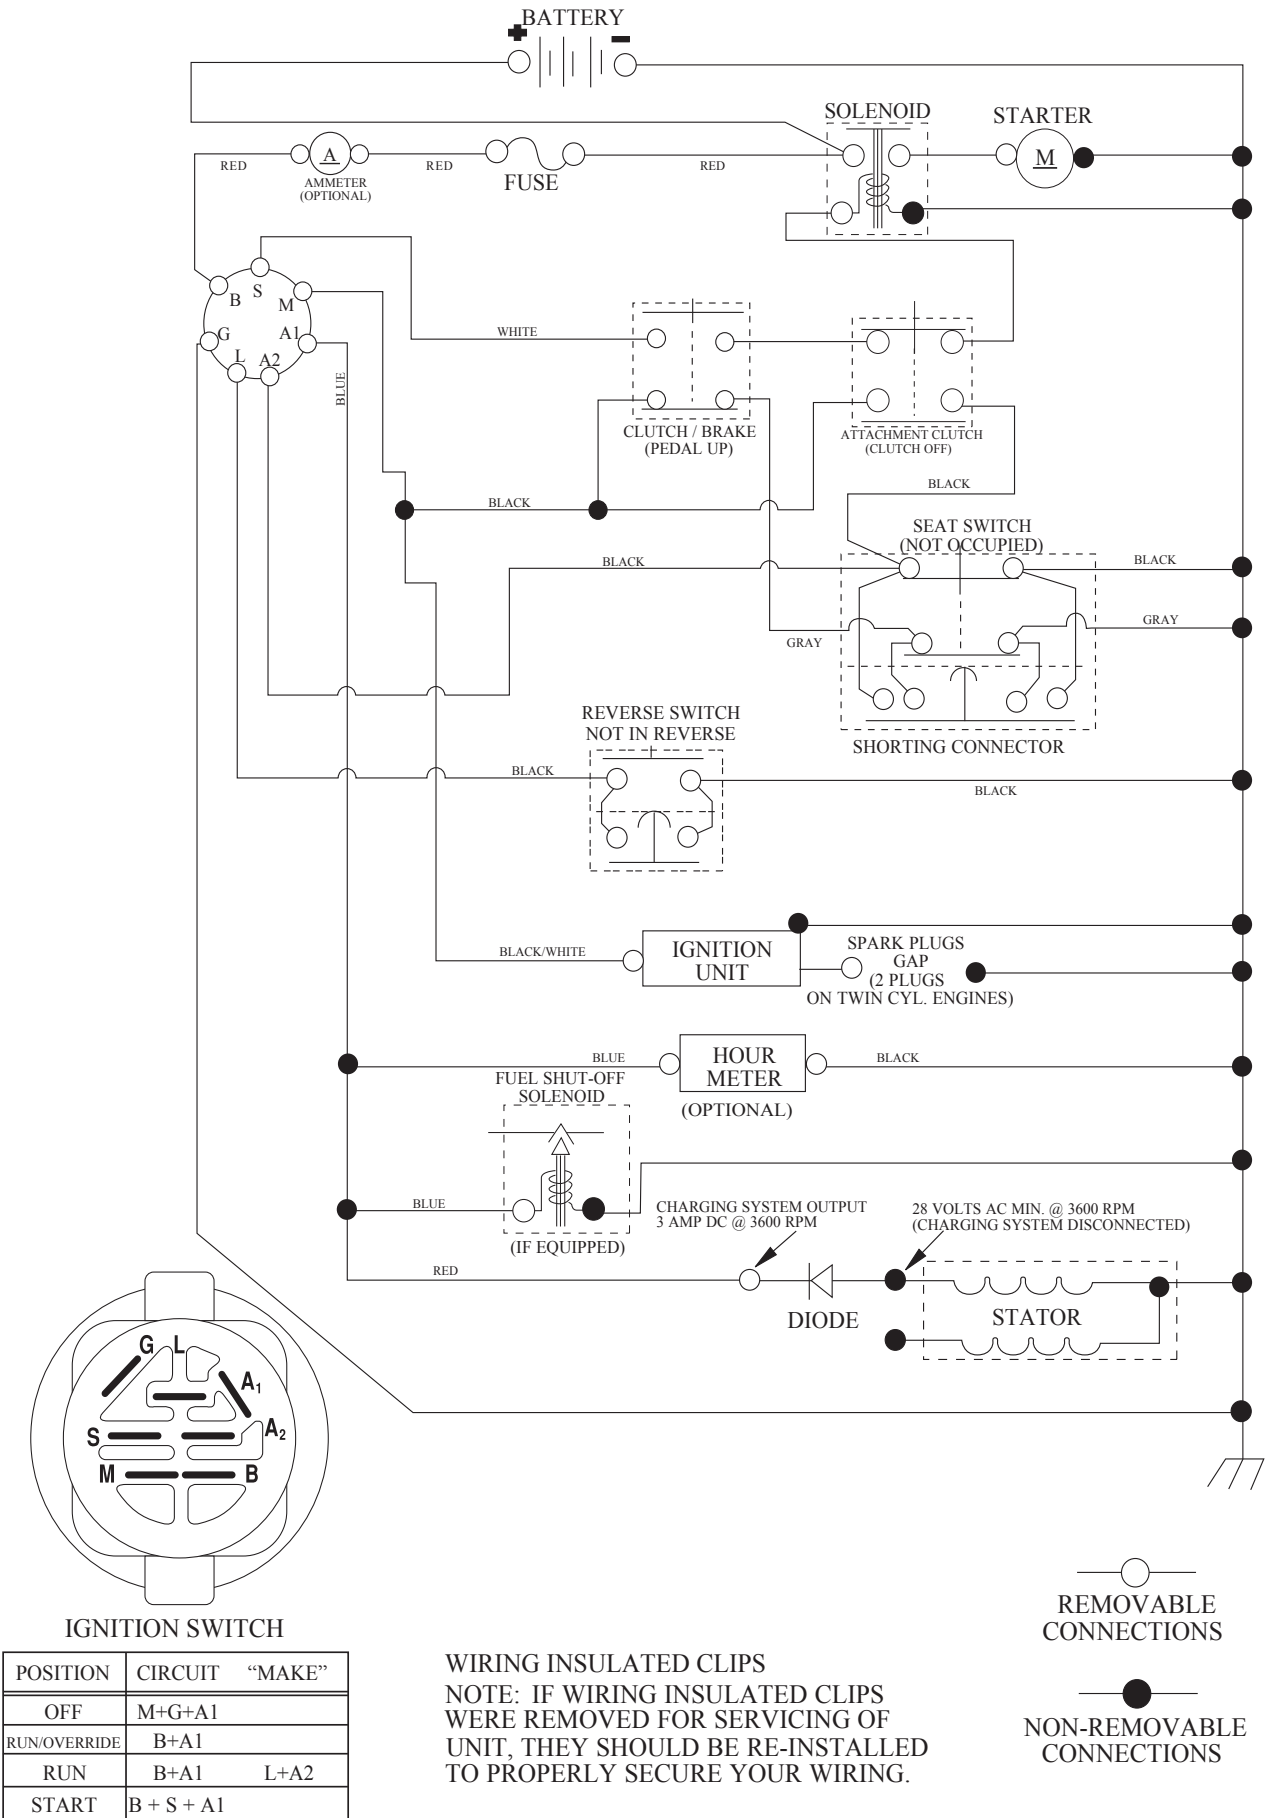 BATTERY
SOLENOID
STARTER
RED
A
AMMETER
(OPTIONAL)
RED
FUSE
RED
M
B
S
M
G
A1
L
A2
WHITE
BLUE
CLUTCH / BRAKE
(PEDAL UP)
ATTACHMENT CLUTCH
(CLUTCH OFF)
BLACK
BLACK
SEAT SWITCH
(NOT OCCUPIED)
BLACK
BLACK
GRAY
GRAY
SHORTING CONNECTOR
REVERSE SWITCH
NOT IN REVERSE
BLACK
BLACK
BLACK/WHITE
IGNITION
UNIT
SPARK PLUGS
GAP
(2 PLUGS
ON TWIN CYL. ENGINES)
BLUE
HOUR
METER
BLACK
(OPTIONAL)
FUEL SHUT-OFF
SOLENOID
BLUE
(IF EQUIPPED)
CHARGING SYSTEM OUTPUT
3 AMP DC @ 3600 RPM
28 VOLTS AC MIN. @ 3600 RPM
(CHARGING SYSTEM DISCONNECTED)
RED
DIODE
STATOR
G L
A1
S
A2
M
B
IGNITION SWITCH
POSITION CIRCUIT “MAKE”
OFF M+G+A1
RUN/OVERRIDE B+A1
RUN B+A1 L+A2
START B + S + A1
WIRING INSULATED CLIPS
NOTE: IF WIRING INSULATED CLIPS
WERE REMOVED FOR SERVICING OF
UNIT, THEY SHOULD BE RE-INSTALLED
TO PROPERLY SECURE YOUR WIRING.
REMOVABLE
CONNECTIONS
NON-REMOVABLE
CONNECTIONS